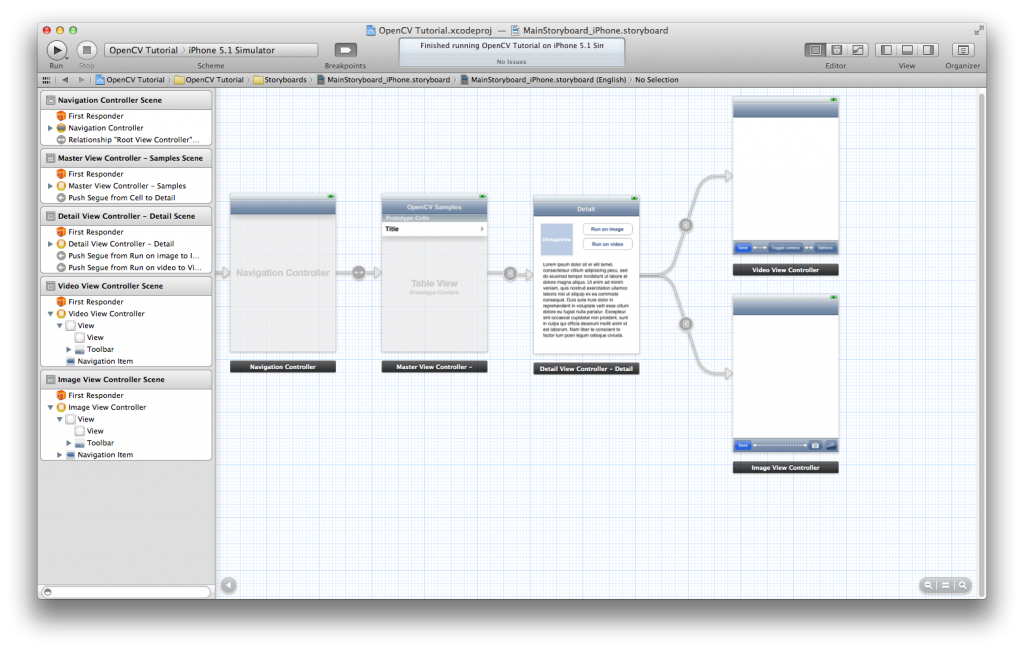 OpenCV Tutorial.xcodeproj — MainStoryboard_iPhone.storyboard
OpenCV Tutorial › iPhone 5.1 Simulator
Finished running OpenCV Tutorial on iPhone 5.1 Sim
No Issues
Run Stop Scheme Breakpoints Editor View Organizer
OpenCV Tutorial › OpenCV Tutorial › Storyboards › MainStoryboard_iPhone.storyboard › MainStoryboard_iPhone.storyboard (English) › No Selection
Navigation Controller Scene
First Responder
Navigation Controller
Relationship "Root View Controller"...
Master View Controller – Samples Scene
First Responder
Master View Controller – Samples
Push Segue from Cell to Detail
Detail View Controller – Detail Scene
First Responder
Detail View Controller – Detail
Push Segue from Run on image to I...
Push Segue from Run on video to Vi...
Video View Controller Scene
First Responder
Video View Controller
View
View
Toolbar
Navigation Item
Image View Controller Scene
First Responder
Image View Controller
View
View
Toolbar
Navigation Item
Navigation Controller
Navigation Controller
OpenCV Samples
Prototype Cells
Title
Table View
Prototype Content
Master View Controller –
Detail
UIImageView
Run on image
Run on video
Lorem ipsum dolor sit er elit lamet,
consectetaur cillium adipisicing pecu, sed
do eiusmod tempor incididunt ut labore et
dolore magna aliqua. Ut enim ad minim
veniam, quis nostrud exercitation ullamco
laboris nisi ut aliquip ex ea commodo
consequat. Duis aute irure dolor in
reprehenderit in voluptate velit esse cillum
dolore eu fugiat nulla pariatur. Excepteur
sint occaecat cupidatat non proident, sunt
in culpa qui officia deserunt mollit anim id
est laborum. Nam liber te conscient to
factor tum poen legum odioque civiuda.
Detail View Controller – Detail
Save Toggle camera Options
Video View Controller
Save
Image View Controller